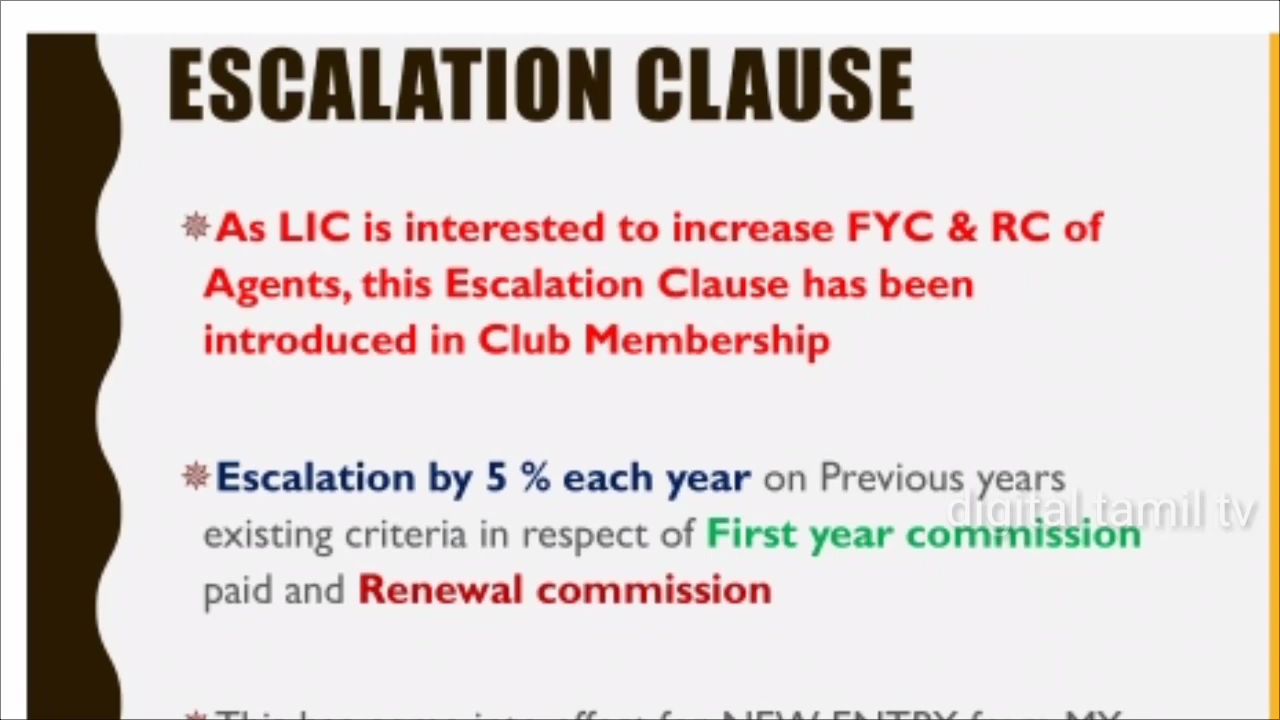 ESCALATION CLAUSE
As LIC is interested to increase FYC & RC of
Agents, this Escalation Clause has been
introduced in Club Membership
Escalation by 5 % each year on Previous years
digital tamil tv
existing criteria in respect of First year commission
paid and Renewal commission